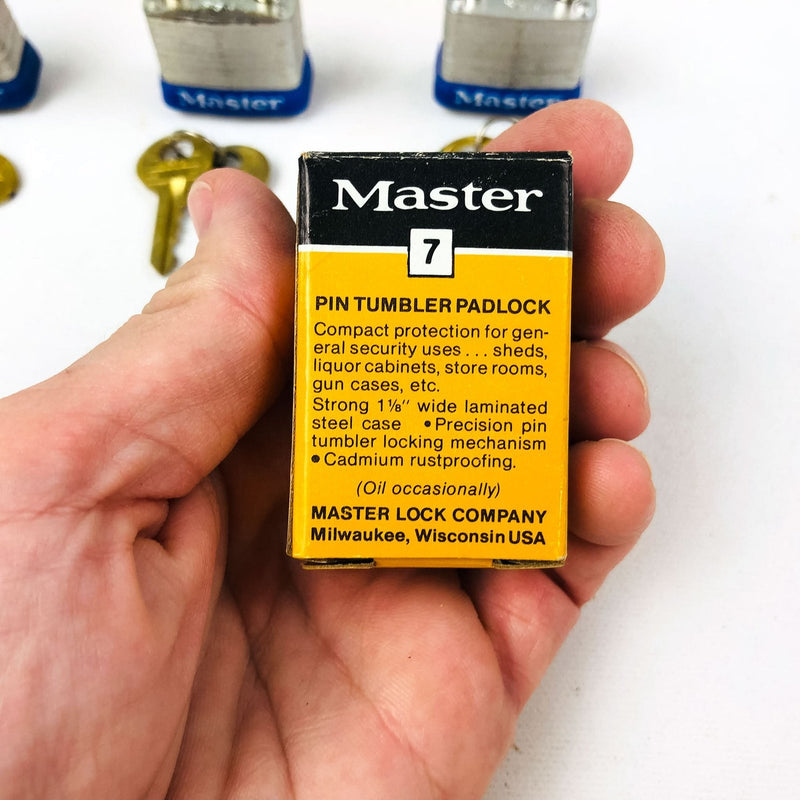 Master
Master
Master
7
PIN TUMBLER PADLOCK
Compact protection for gen-
eral security uses ... sheds,
liquor cabinets, store rooms,
gun cases, etc.
Strong 1⅛" wide laminated
steel case • Precision pin
tumbler locking mechanism
• Cadmium rustproofing.
(Oil occasionally)
MASTER LOCK COMPANY
Milwaukee, Wisconsin USA